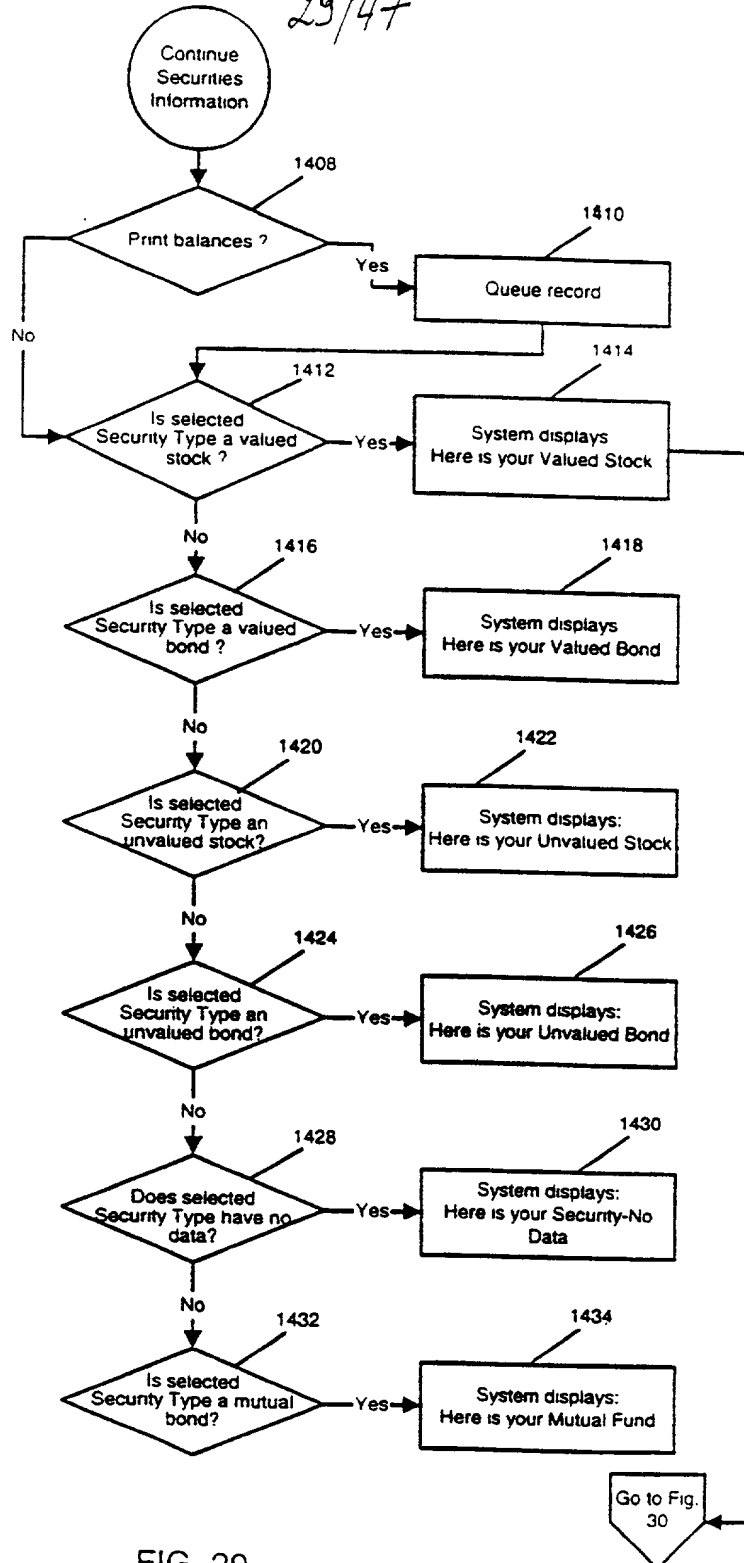 29/47
Continue
Securities
Information
1408
Print balances ?
Yes
1410
Queue record
No
1412
Is selected
Security Type a valued
stock ?
Yes
1414
System displays
Here is your Valued Stock
No
1416
Is selected
Security Type a valued
bond ?
Yes
1418
System displays
Here is your Valued Bond
No
1420
Is selected
Security Type an
unvalued stock?
Yes
1422
System displays:
Here is your Unvalued Stock
No
1424
Is selected
Security Type an
unvalued bond?
Yes
1426
System displays:
Here is your Unvalued Bond
No
1428
Does selected
Security Type have no
data?
Yes
1430
System displays:
Here is your Security-No
Data
No
1432
Is selected
Security Type a mutual
bond?
Yes
1434
System displays:
Here is your Mutual Fund
Go to Fig.
30
FIG. 29